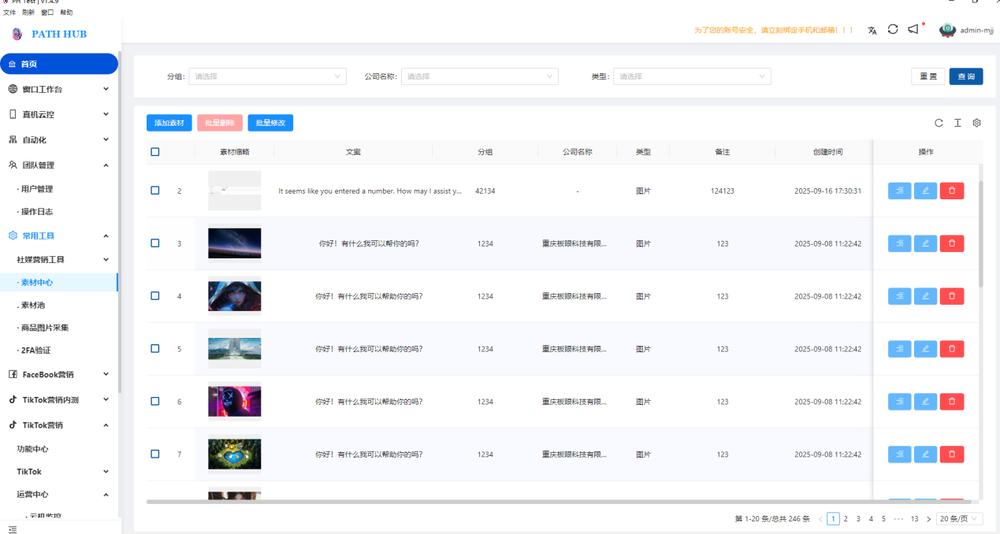 PH Test | V1.4.9
文件 刷新 窗口 帮助
PATH HUB
为了您的账号安全，请立刻绑定手机和邮箱！！！
admin-mjj
首页
窗口工作台
真机云控
自动化
团队管理
· 用户管理
· 操作日志
常用工具
社媒营销工具
· 素材中心
. 素材池
· 商品图片采集
· 2FA验证
FaceBook营销
TikTok营销内测
TikTok营销
功能中心
TikTok
运营中心
· 云机监控
分组: 请选择 公司名称: 请选择 类型: 请选择 重 置 查 询
添加素材 批量删除 批量修改
素材缩略 文案 分组 公司名称 类型 备注 创建时间 操作
2 It seems like you entered a number. How may I assist y... 42134 - 图片 124123 2025-09-16 17:30:31
3 你好！有什么我可以帮你的吗? 1234 重庆板眼科技有限... 图片 123 2025-09-08 11:22:42
4 你好！有什么我可以帮助你的吗? 1234 重庆板眼科技有限... 图片 123 2025-09-08 11:22:42
5 你好！有什么我可以帮助你的吗? 1234 重庆板眼科技有限... 图片 123 2025-09-08 11:22:42
6 你好！有什么我可以帮助你的吗? 1234 重庆板眼科技有限... 图片 123 2025-09-08 11:22:42
7 你好！有什么我可以帮助你的吗? 1234 重庆板眼科技有限... 图片 123 2025-09-08 11:22:42
第 1-20 条/总共 246 条 < 1 2 3 4 5 ··· 13 > 20 条/页